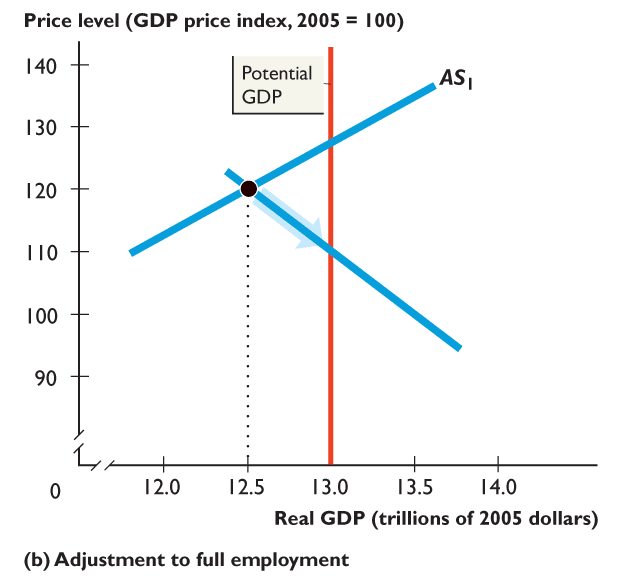 Price level (GDP price index, 2005 = 100)
140
Potential
GDP
AS1
130
120
110
100
90
0
12.0
12.5
13.0
13.5
14.0
Real GDP (trillions of 2005 dollars)
(b) Adjustment to full employment